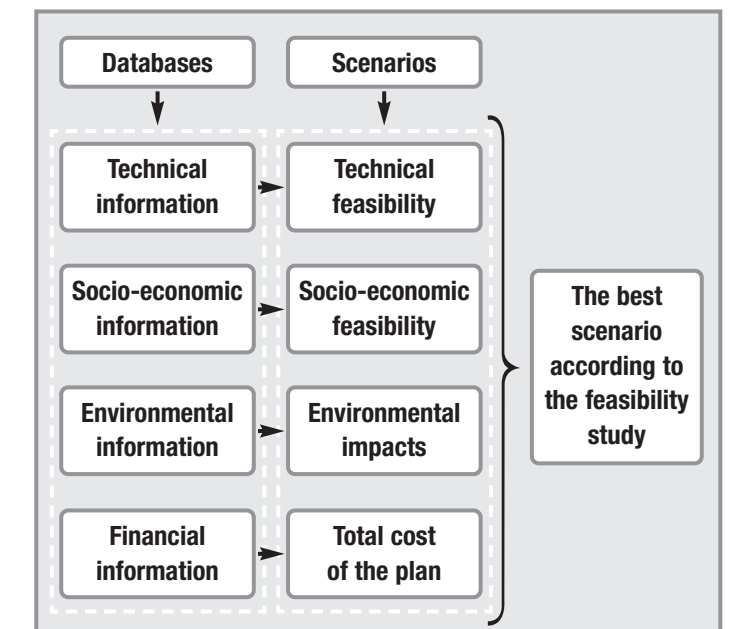 Databases
Scenarios
Technical
information
Technical
feasibility
Socio-economic
information
Socio-economic
feasibility
Environmental
information
Environmental
impacts
Financial
information
Total cost
of the plan
The best
scenario
according to
the feasibility
study